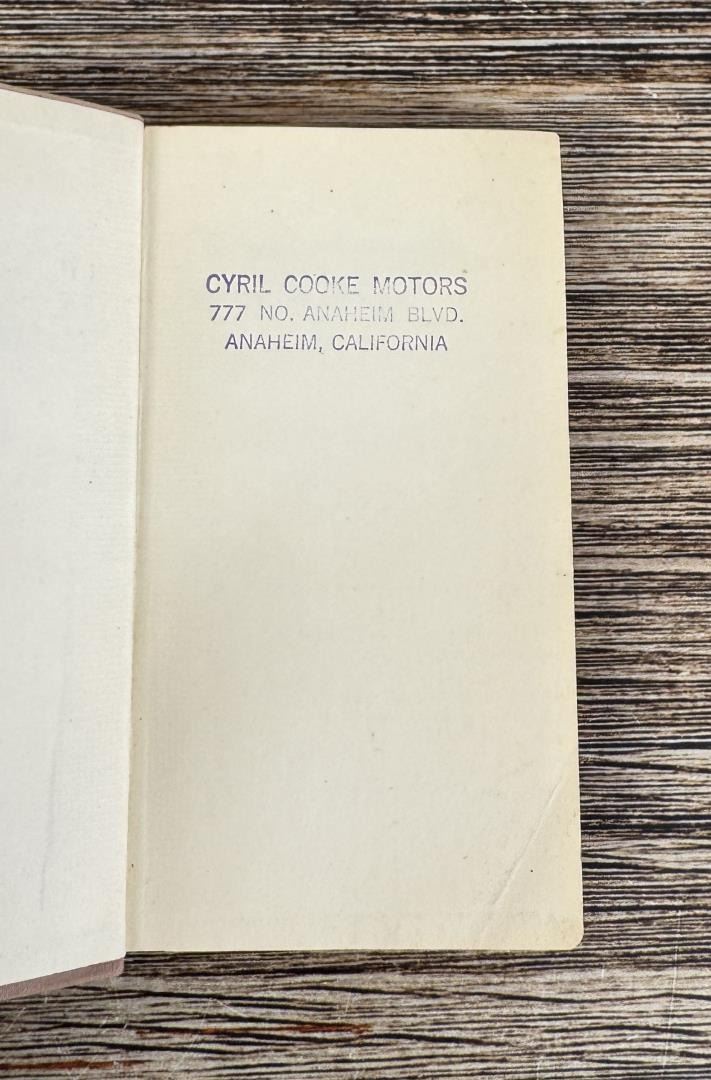 CYRIL COOKE MOTORS
777 NO. ANAHEIM BLVD.
ANAHEIM, CALIFORNIA